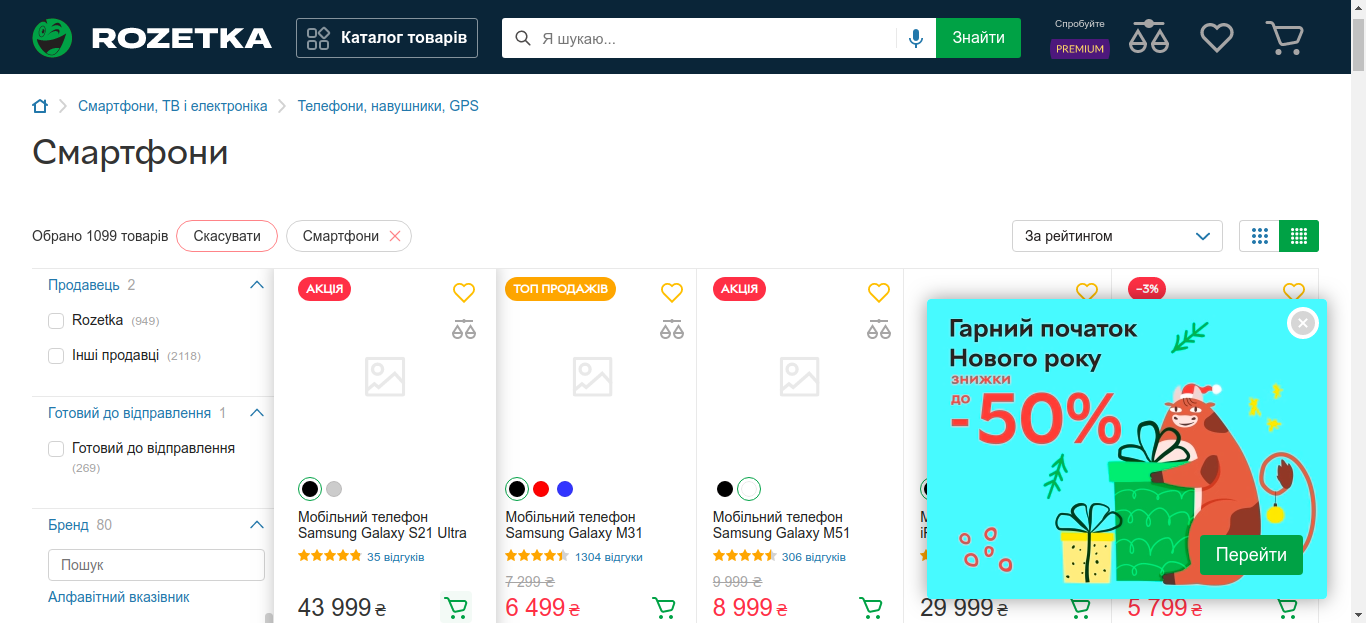 ROZETKA
Каталог товарів
Я шукаю...
Знайти
Спробуйте
PREMIUM
Смартфони, ТВ і електроніка
Телефони, навушники, GPS
Смартфони
Обрано 1099 товарів
Скасувати
Смартфони
За рейтингом
Продавець 2
Rozetka (949)
Інші продавці (2118)
Готовий до відправлення 1
Готовий до відправлення
(269)
Бренд 80
Пошук
Алфавітний вказівник
АКЦІЯ
Мобільний телефон
Samsung Galaxy S21 Ultra
35 відгуків
43 999 ₴
ТОП ПРОДАЖІВ
Мобільний телефон
Samsung Galaxy M31
1304 відгуки
7 299 ₴
6 499 ₴
АКЦІЯ
Мобільний телефон
Samsung Galaxy M51
306 відгуків
9 999 ₴
8 999 ₴
29 999 ₴
-3%
5 799 ₴
Гарний початок
Нового року
знижки
до
-50%
Перейти